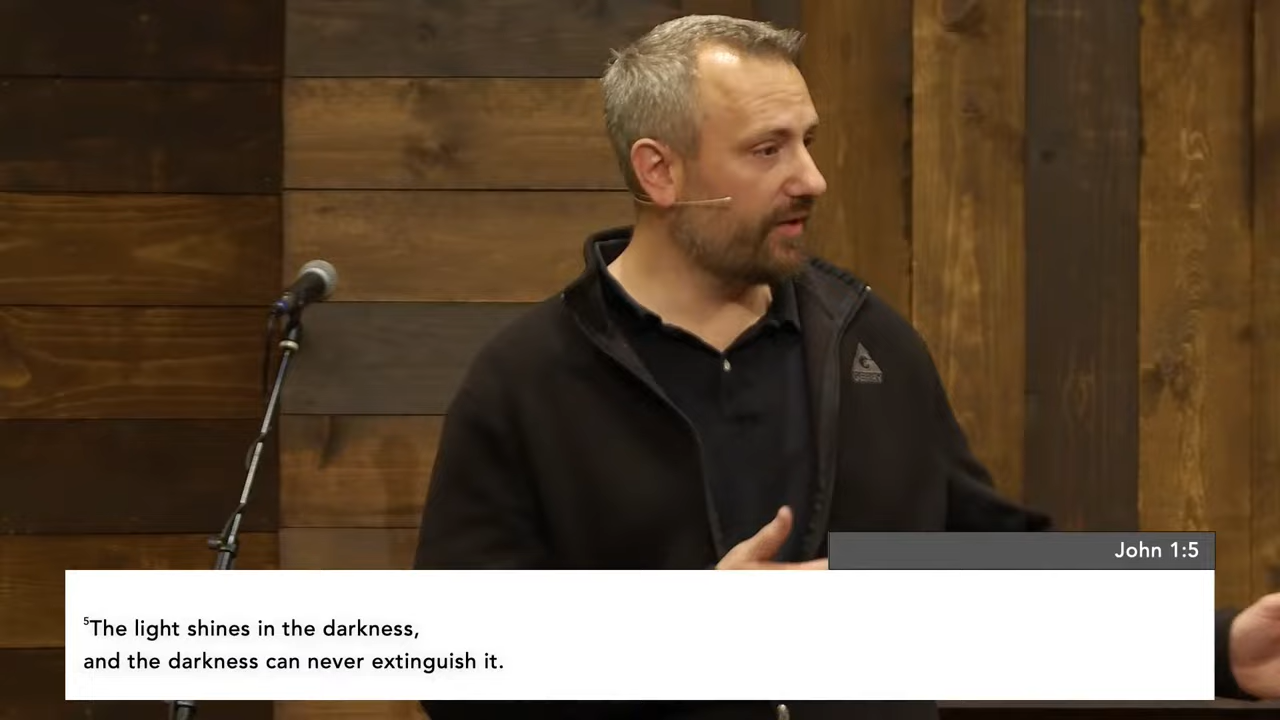 John 1:5
⁵The light shines in the darkness,
and the darkness can never extinguish it.